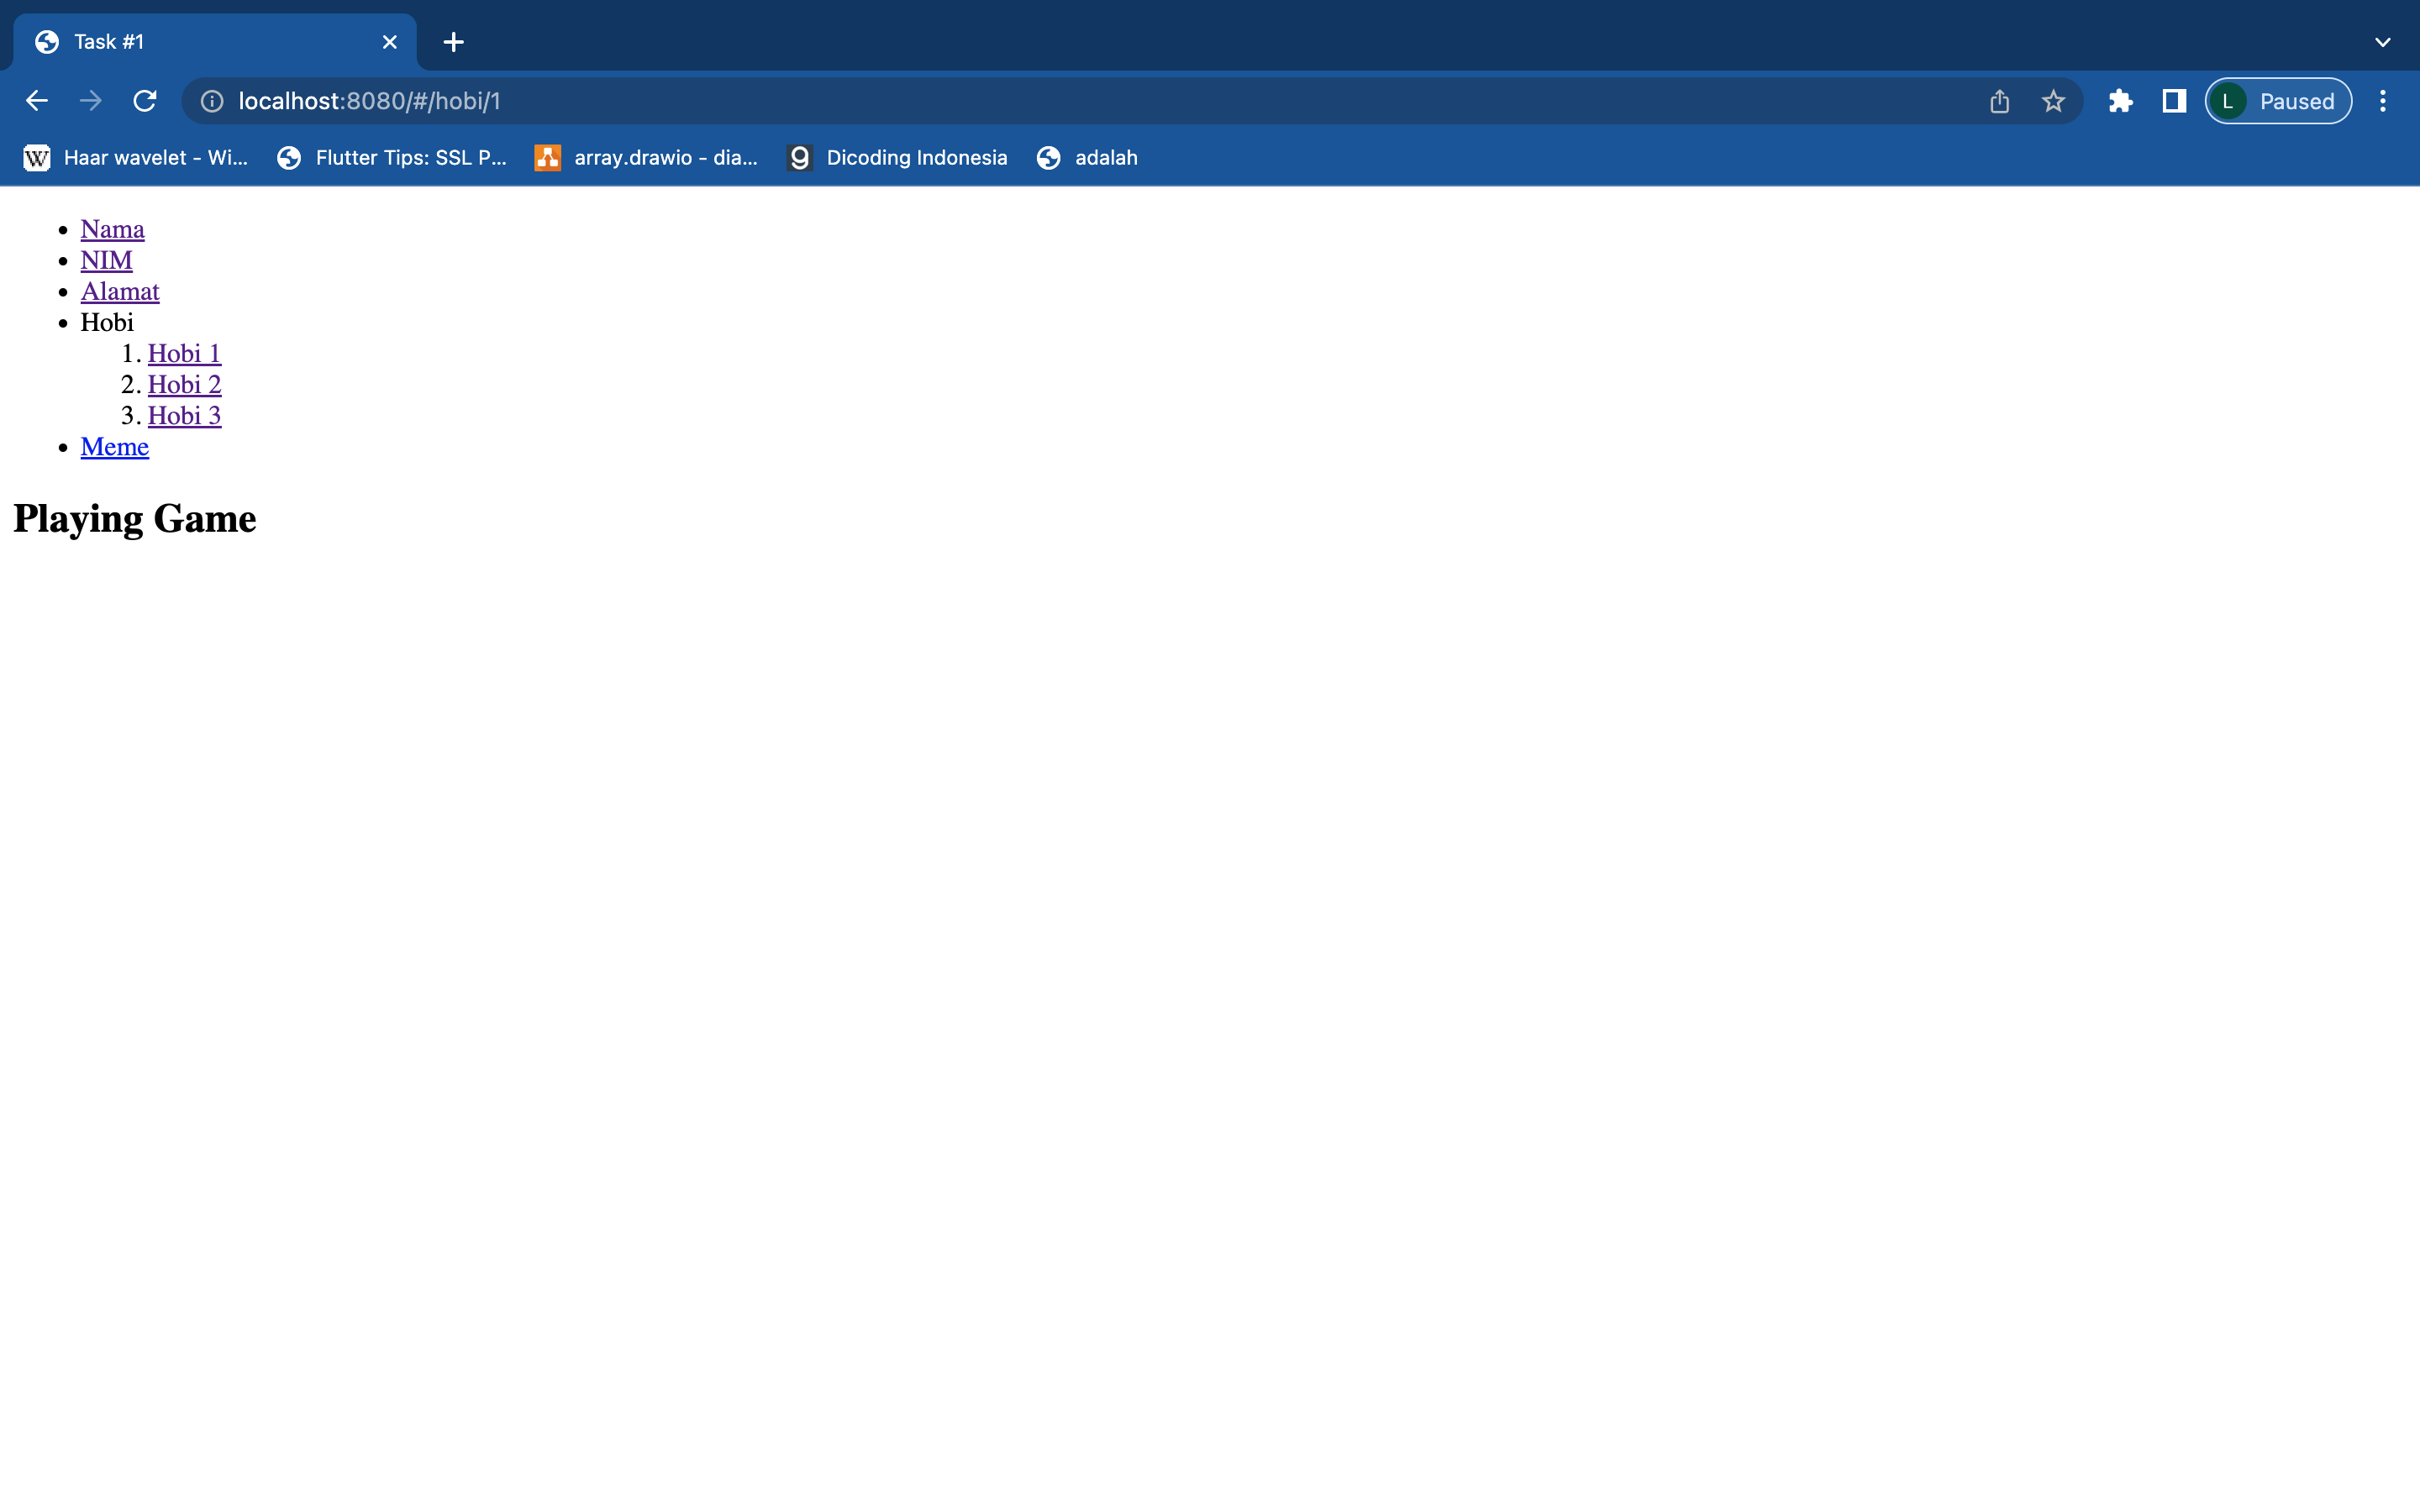 Task #1
localhost:8080/#/hobi/1
L Paused
W Haar wavelet - Wi... Flutter Tips: SSL P... array.drawio - dia... g Dicoding Indonesia adalah
• Nama
• NIM
• Alamat
• Hobi
1. Hobi 1
2. Hobi 2
3. Hobi 3
• Meme
Playing Game